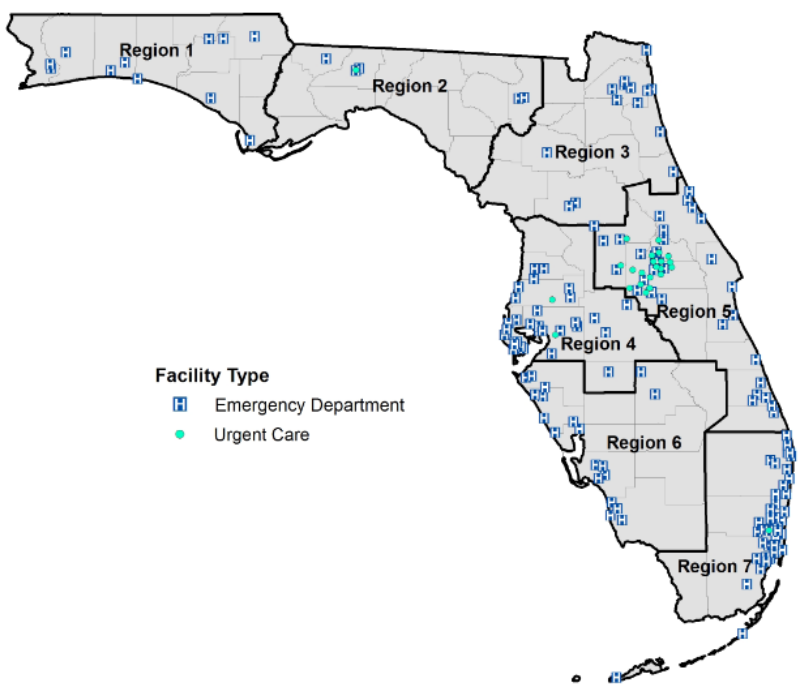 Region 1
Region 2
Region 3
Region 5
Region 4
Facility Type
H Emergency Department
Urgent Care
Region 6
Region 7